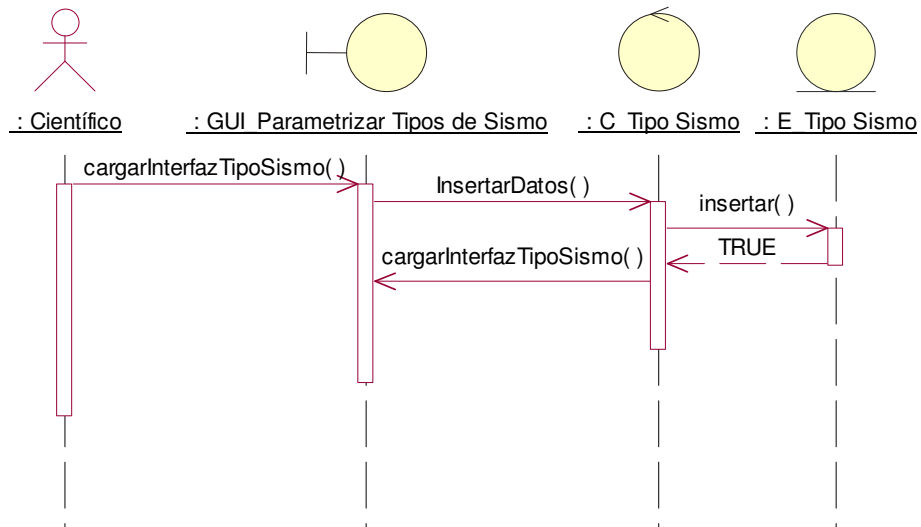 : Científico
: GUI_Parametrizar Tipos de Sismo
: C_Tipo Sismo
: E_Tipo Sismo
cargarInterfazTipoSismo( )
InsertarDatos( )
insertar( )
TRUE
cargarInterfazTipoSismo( )